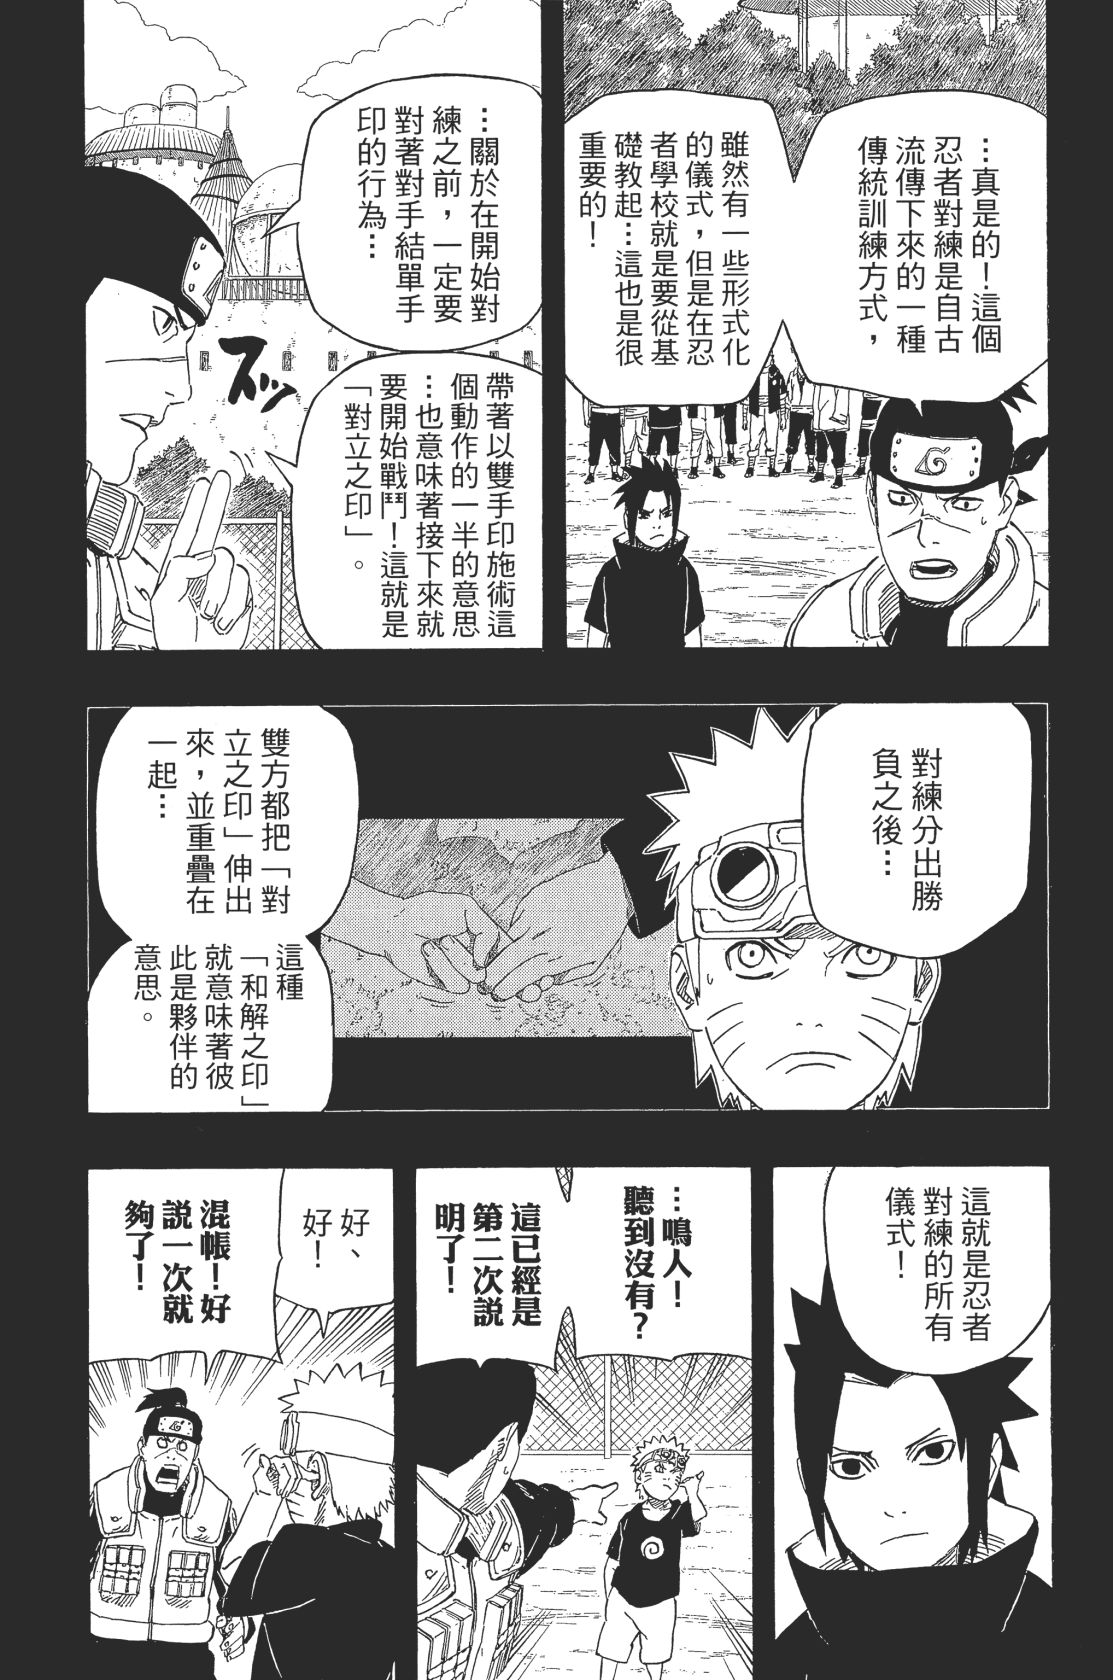 …真是的！這個
忍者對練是自古
流傳下來的一種
傳統訓練方式，
雖然有一些形式化
的儀式，但是在忍
者學校就是要從基
礎教起…這也是很
重要的！
…關於在開始對
練之前，一定要
對著對手結單手
印的行為…
スッ
帶著以雙手印施術這
個動作的一半的意思
…也意味著接下來就
要開始戰鬥！這就是
「對立之印」。
對練分出勝
負之後…
雙方都把「對
立之印」伸出
來，並重疊在
一起…
這種
「和解之印」
就意味著彼
此是夥伴的
意思。
這就是忍者
對練的所有
儀式！
…鳴人！
聽到沒有？
這已經是
第二次說
明了！
好、
好！
混帳！好
說一次就
夠了！